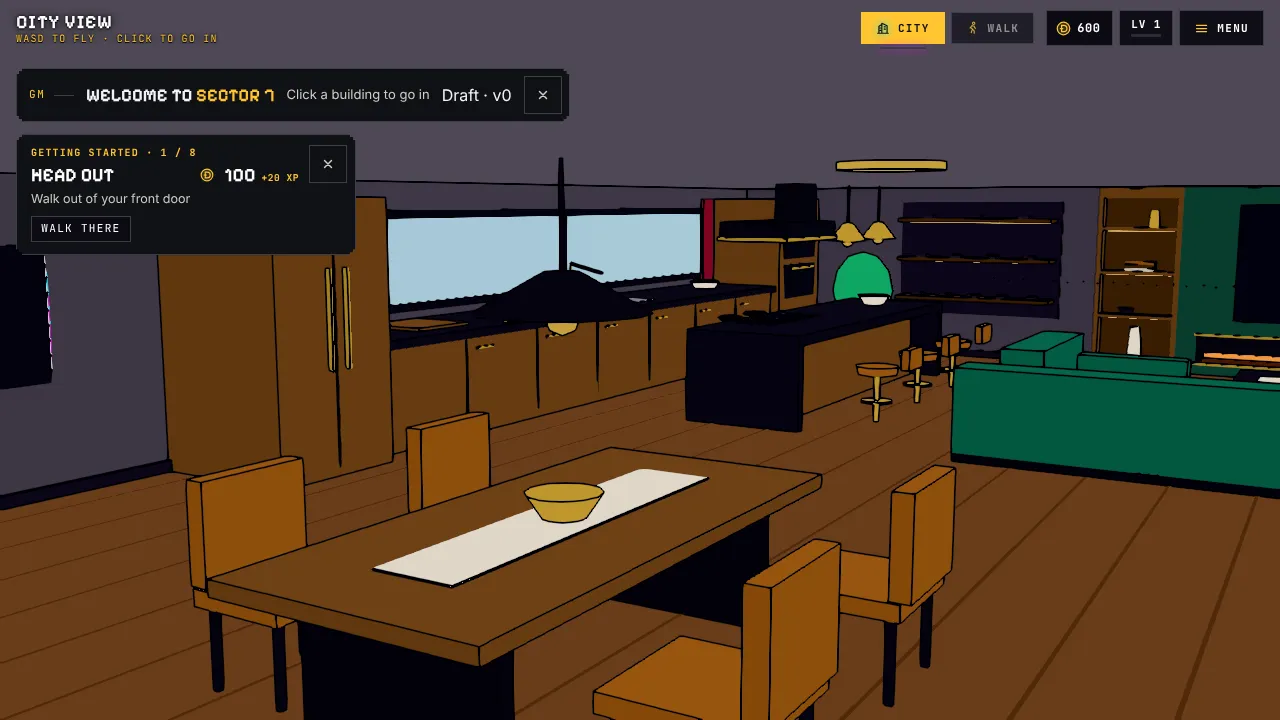 CITY VIEW
WASD TO FLY · CLICK TO GO IN
CITY
WALK
600
LV 1
MENU
GM
WELCOME TO SECTOR 7
Click a building to go in
Draft · v0
GETTING STARTED · 1 / 8
HEAD OUT
100 +20 XP
Walk out of your front door
WALK THERE